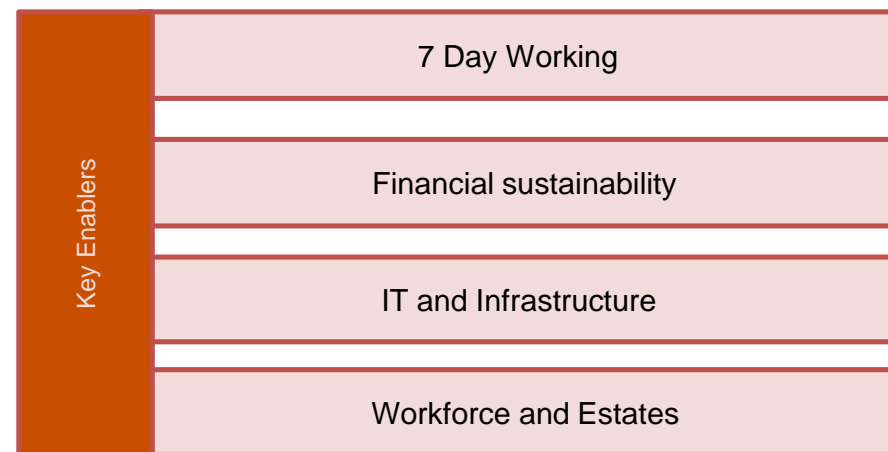 Key Enablers
7 Day Working
Financial sustainability
IT and Infrastructure
Workforce and Estates